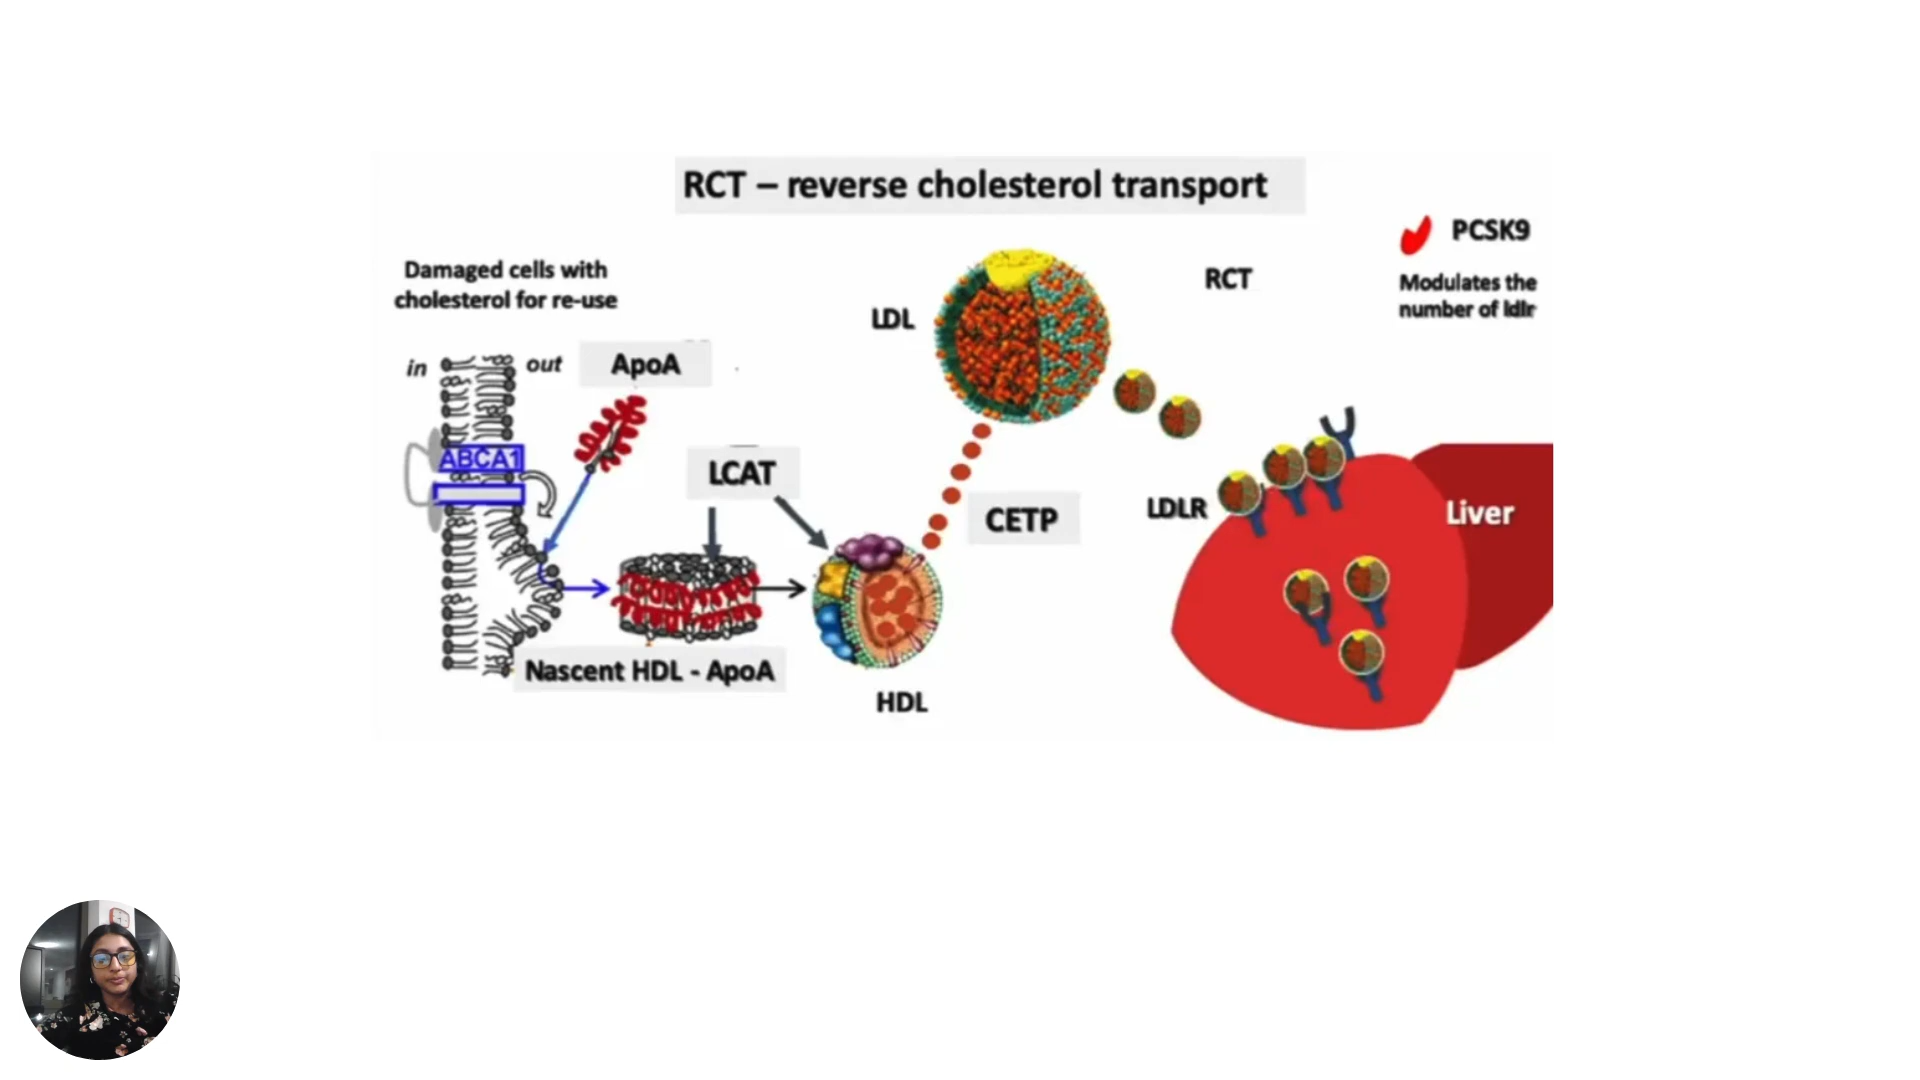 RCT – reverse cholesterol transport
PCSK9
Modulates the
number of ldlr
Damaged cells with
cholesterol for re-use
RCT
LDL
in
out
ApoA
ABCA1
LCAT
CETP
LDLR
Liver
Nascent HDL - ApoA
HDL